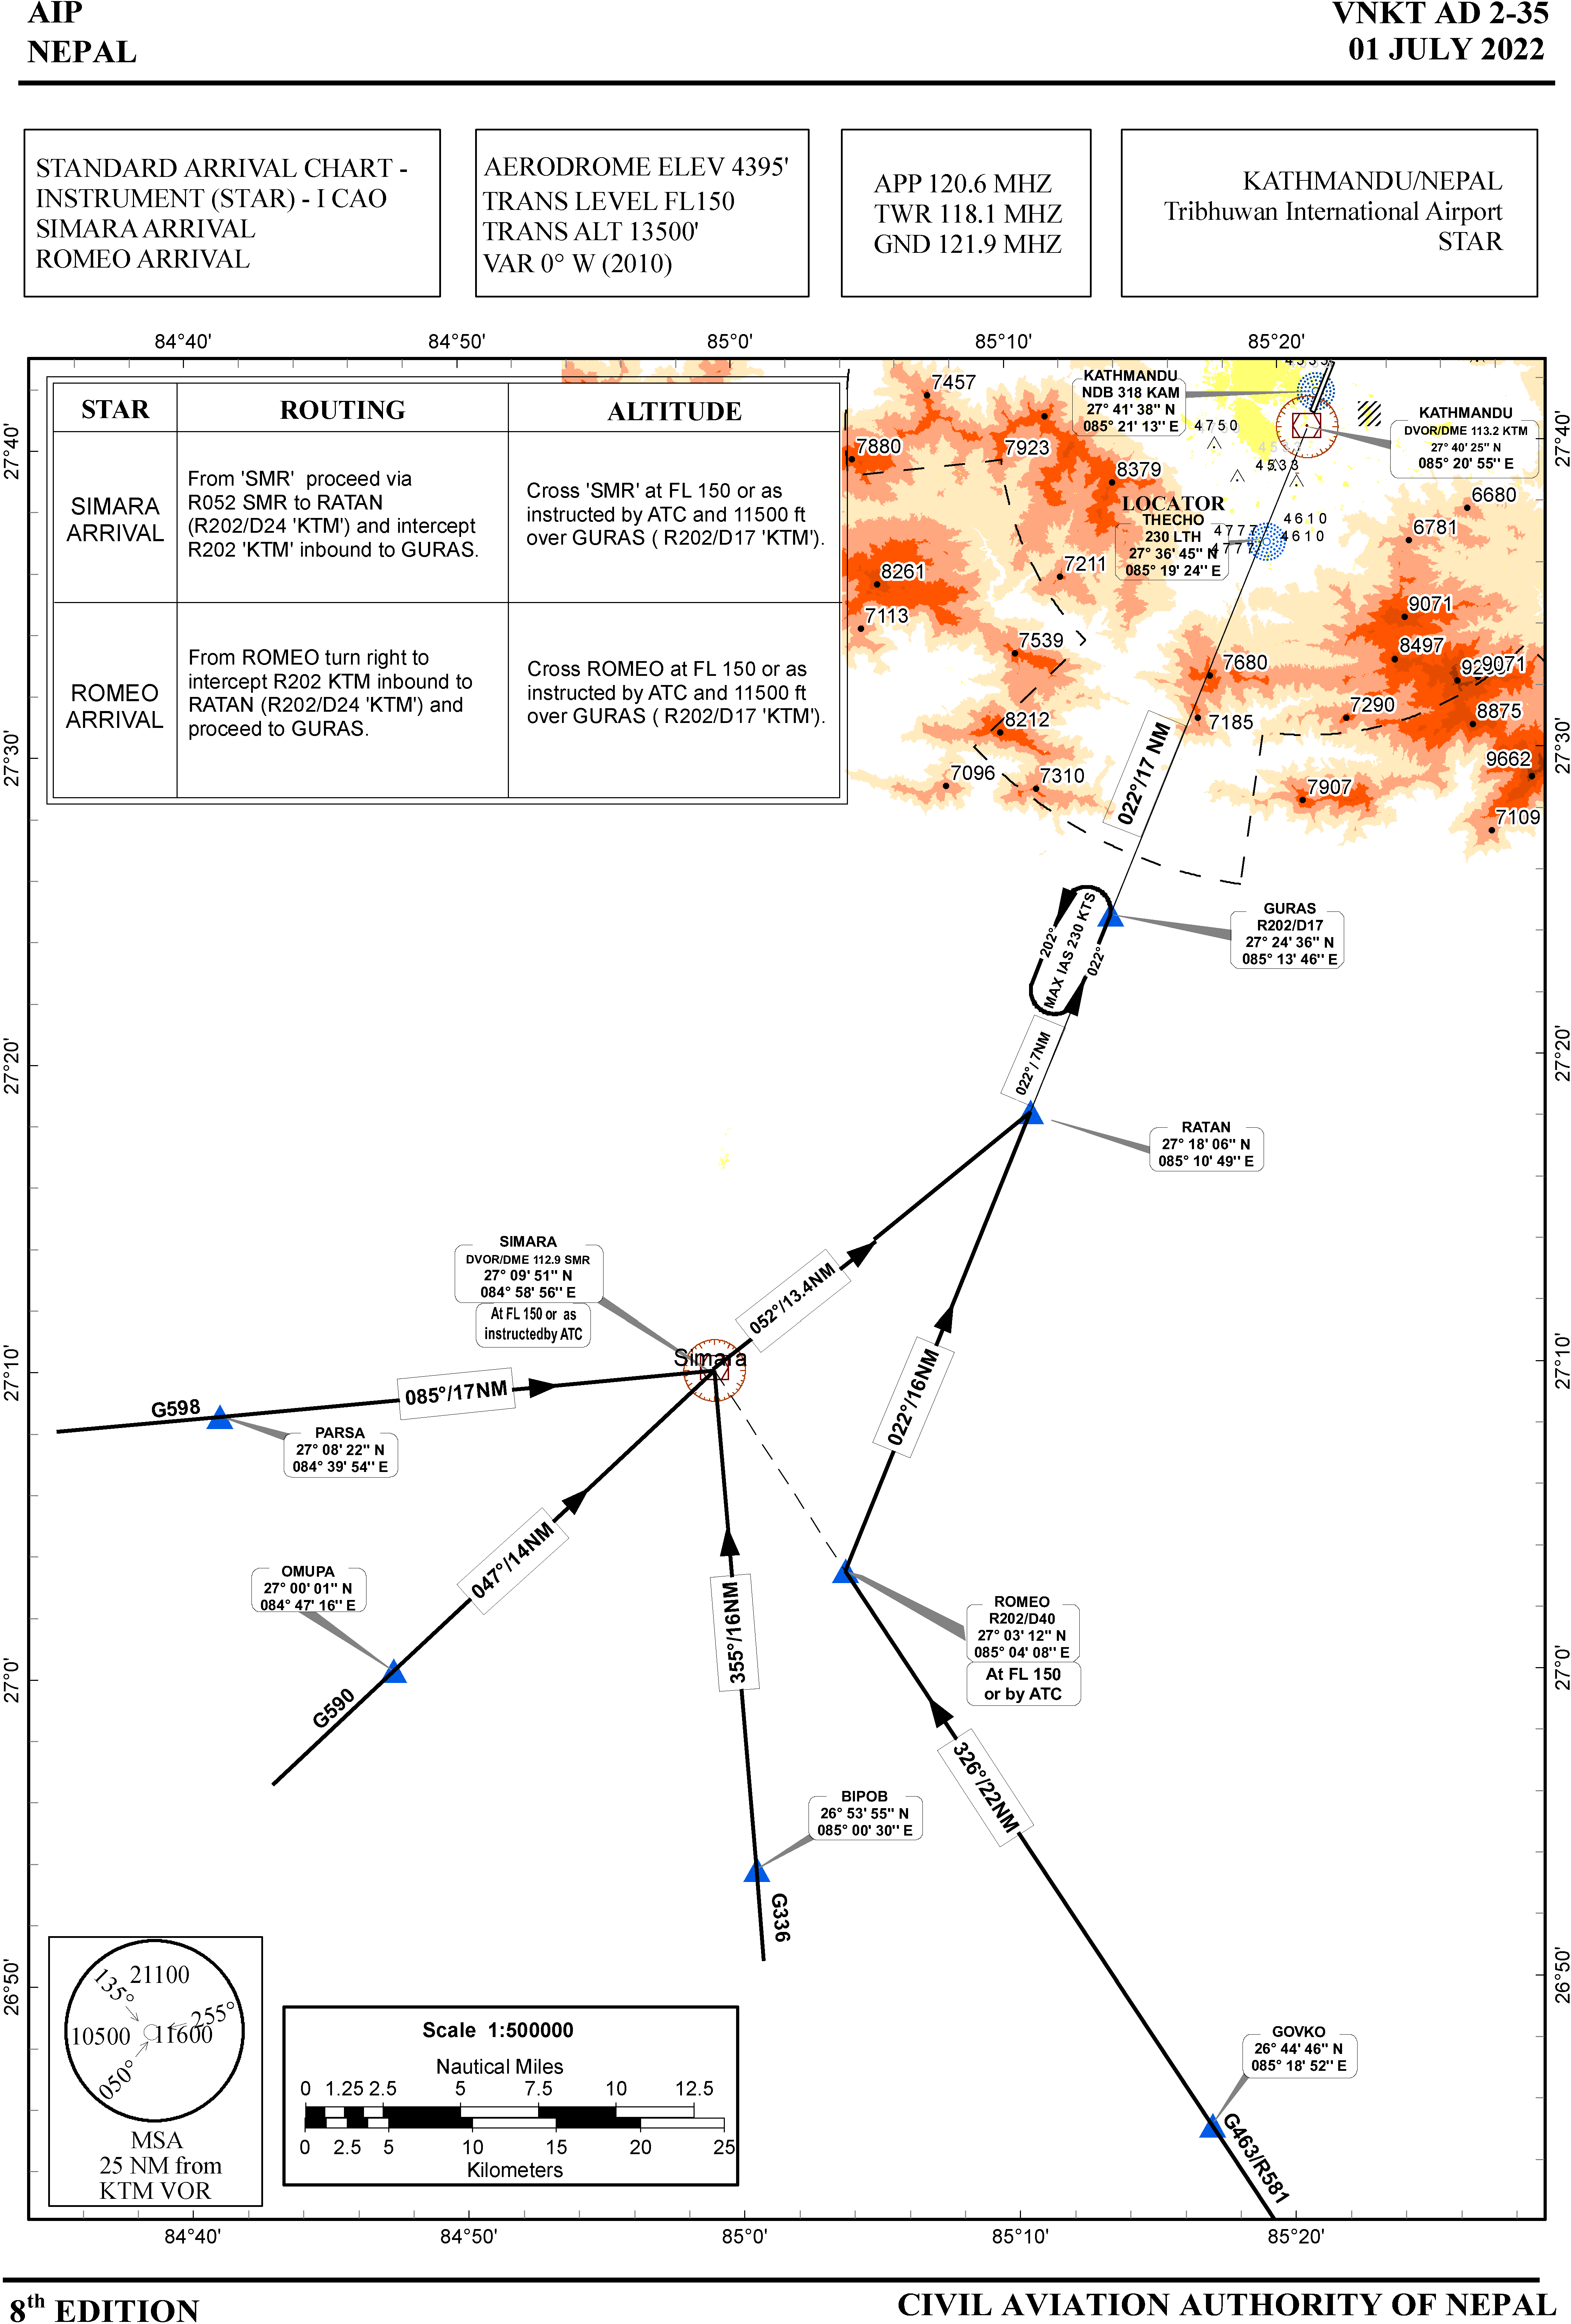 AIP
NEPAL
VNKT AD 2-35
01 JULY 2022
STANDARD ARRIVAL CHART -
INSTRUMENT (STAR) - I CAO
SIMARA ARRIVAL
ROMEO ARRIVAL
AERODROME ELEV 4395'
TRANS LEVEL FL150
TRANS ALT 13500'
VAR 0° W (2010)
APP 120.6 MHZ
TWR 118.1 MHZ
GND 121.9 MHZ
KATHMANDU/NEPAL
Tribhuwan International Airport
STAR
84°40' 84°50' 85°0' 85°10' 85°20'
STAR ROUTING ALTITUDE
SIMARA
ARRIVAL
From 'SMR' proceed via
R052 SMR to RATAN
(R202/D24 'KTM') and intercept
R202 'KTM' inbound to GURAS.
Cross 'SMR' at FL 150 or as
instructed by ATC and 11500 ft
over GURAS ( R202/D17 'KTM').
ROMEO
ARRIVAL
From ROMEO turn right to
intercept R202 KTM inbound to
RATAN (R202/D24 'KTM') and
proceed to GURAS.
Cross ROMEO at FL 150 or as
instructed by ATC and 11500 ft
over GURAS ( R202/D17 'KTM').
27°40'
27°30'
27°20'
27°10'
27°0'
26°50'
27°40'
27°30'
27°20'
27°10'
27°0'
26°50'
7457
7880
7923
8379
8261
7113
7211
7539
8212
7096
7310
KATHMANDU
NDB 318 KAM
27° 41' 38'' N
085° 21' 13'' E
4750
4533
KATHMANDU
DVOR/DME 113.2 KTM
27° 40' 25'' N
085° 20' 55'' E
LOCATOR
THECHO
230 LTH
27° 36' 45'' N
085° 19' 24'' E
4777
4777
4610
4610
6680
6781
9071
8497
9071
7680
7185
7290
8875
9662
7907
7109
022°/17 NM
202°
MAX IAS 230 KTS
022°
GURAS
R202/D17
27° 24' 36'' N
085° 13' 46'' E
022°/ 7NM
RATAN
27° 18' 06'' N
085° 10' 49'' E
SIMARA
DVOR/DME 112.9 SMR
27° 09' 51'' N
084° 58' 56'' E
At FL 150 or as
instructedby ATC
052°/13.4NM
Simara
G598
085°/17NM
PARSA
27° 08' 22'' N
084° 39' 54'' E
022°/16NM
OMUPA
27° 00' 01'' N
084° 47' 16'' E
047°/14NM
G590
355°/16NM
ROMEO
R202/D40
27° 03' 12'' N
085° 04' 08'' E
At FL 150
or by ATC
326°/22NM
BIPOB
26° 53' 55'' N
085° 00' 30'' E
G336
GOVKO
26° 44' 46'' N
085° 18' 52'' E
G463/R581
21100
135°
255°
10500
11600
050°
MSA
25 NM from
KTM VOR
Scale 1:500000
Nautical Miles
0 1.25 2.5 5 7.5 10 12.5
0 2.5 5 10 15 20 25
Kilometers
84°40' 84°50' 85°0' 85°10' 85°20'
8th EDITION
CIVIL AVIATION AUTHORITY OF NEPAL